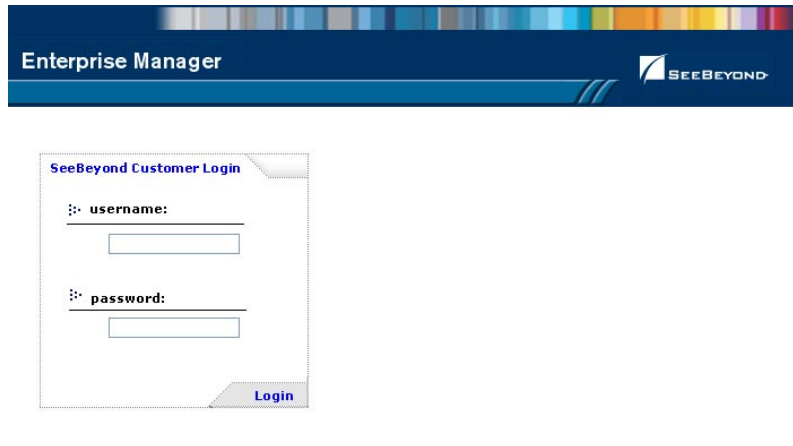 Enterprise Manager
SEEBEYOND
SeeBeyond Customer Login
username:
password:
Login